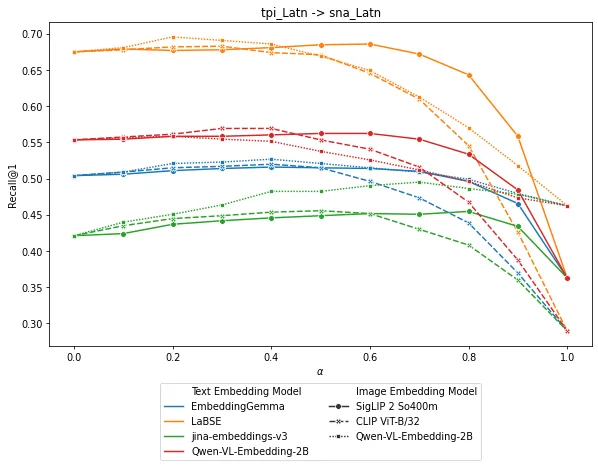 tpi_Latn -> sna_Latn
Recall@1
0.70
0.65
0.60
0.55
0.50
0.45
0.40
0.35
0.30
0.0
0.2
0.4
0.6
0.8
1.0
α
Text Embedding Model
EmbeddingGemma
LaBSE
jina-embeddings-v3
Qwen-VL-Embedding-2B
Image Embedding Model
SigLIP 2 So400m
CLIP ViT-B/32
Qwen-VL-Embedding-2B